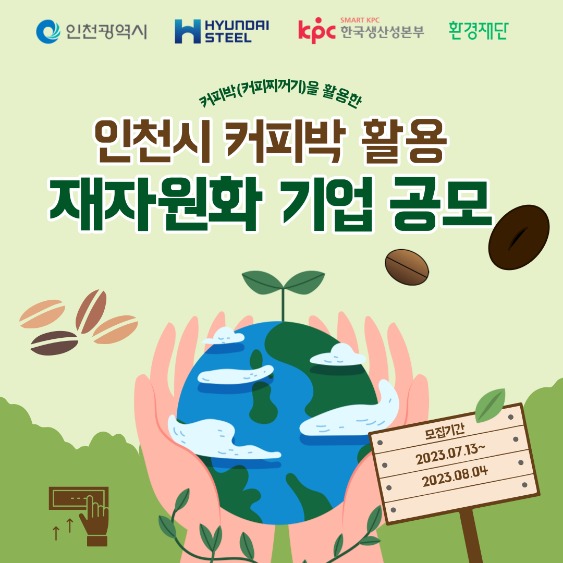 인천광역시
HYUNDAI
STEEL
SMART KPC
kpc 한국생산성본부
환경재단
커피박(커피찌꺼기)을 활용한
인천시 커피박 활용
재자원화 기업 공모
모집기간
2023.07.13~
2023.08.04